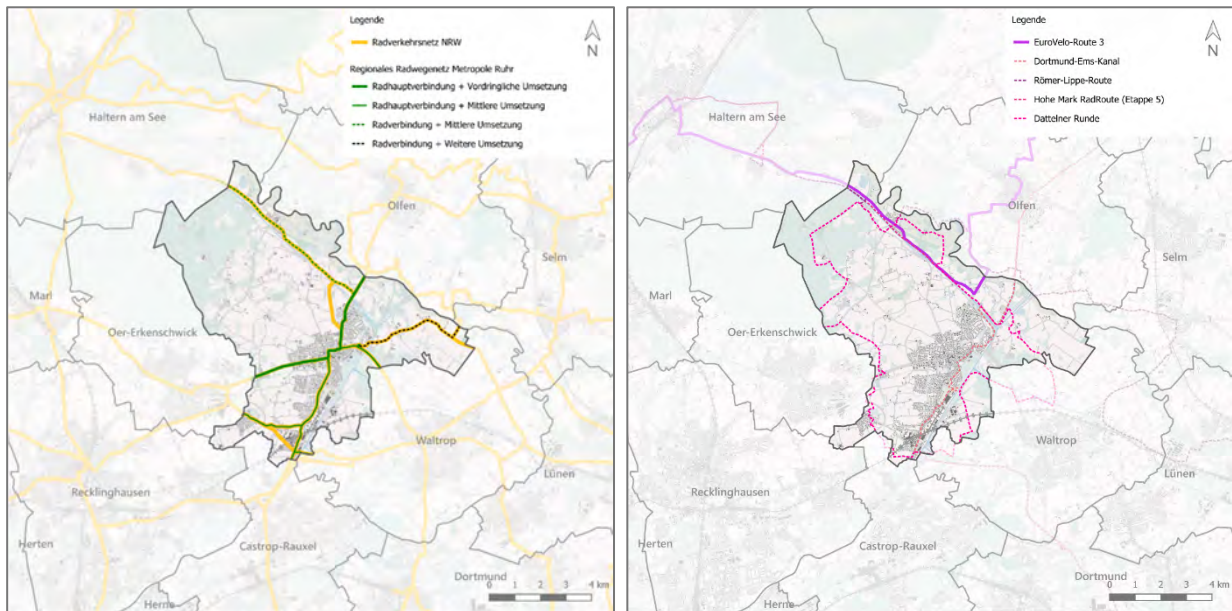 Legende
Radverkehrsnetz NRW
Regionales Radwegenetz Metropole Ruhr
Radhauptverbindung + Vordringliche Umsetzung
Radhauptverbindung + Mittlere Umsetzung
Radverbindung + Mittlere Umsetzung
Radverbindung + Weitere Umsetzung
N
Haltern am See
Olfen
Selm
Marl
Oer-Erkenschwick
Waltrop
Lünen
Recklinghausen
Herten
Castrop-Rauxel
Dortmund
Herne
0 1 2 3 4 km
Legende
EuroVelo-Route 3
Dortmund-Ems-Kanal
Römer-Lippe-Route
Hohe Mark RadRoute (Etappe 5)
Dattelner Runde
N
Haltern am See
Olfen
Selm
Marl
Oer-Erkenschwick
Waltrop
Lünen
Recklinghausen
Herten
Castrop-Rauxel
Dortmund
Herne
0 1 2 3 4 km